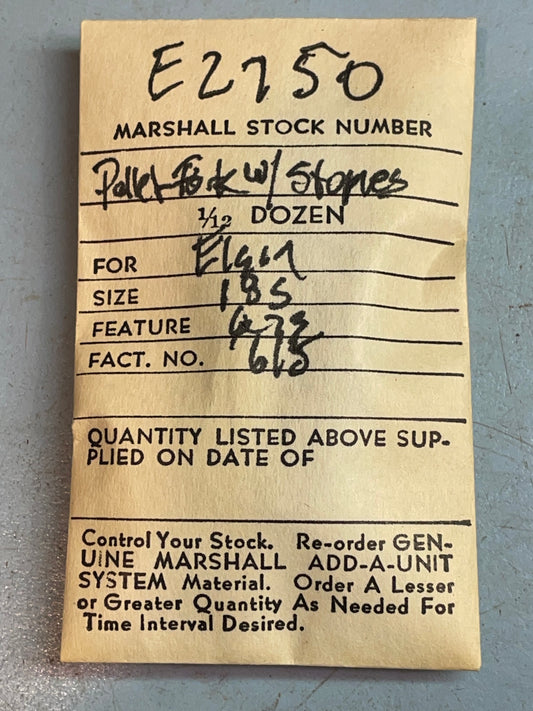 E2750
MARSHALL STOCK NUMBER
Pallet Fork w/ Stones
1/12 DOZEN
FOR Elgin
SIZE 18s
FEATURE
FACT. NO. 615
QUANTITY LISTED ABOVE SUP-
PLIED ON DATE OF
Control Your Stock. Re-order GEN-
UINE MARSHALL ADD-A-UNIT
SYSTEM Material. Order A Lesser
or Greater Quantity As Needed For
Time Interval Desired.